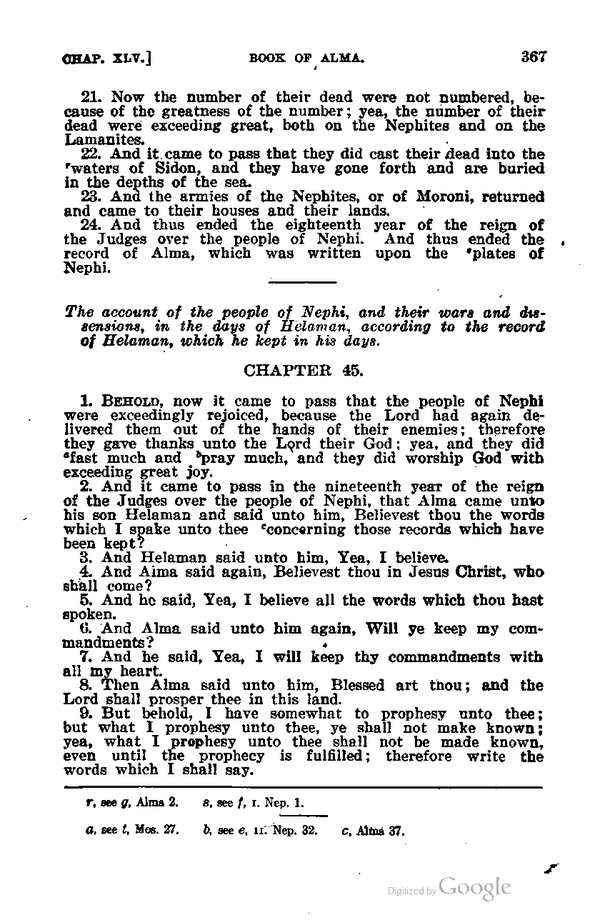 CHAP. XLV.] BOOK OF ALMA. 367
21. Now the number of their dead were not numbered, be-
cause of the greatness of the number; yea, the number of their
dead were exceeding great, both on the Nephites and on the
Lamanites.
22. And it came to pass that they did cast their dead into the
rwaters of Sidon, and they have gone forth and are buried
in the depths of the sea.
23. And the armies of the Nephites, or of Moroni, returned
and came to their houses and their lands.
24. And thus ended the eighteenth year of the reign of
the Judges over the people of Nephi. And thus ended the
record of Alma, which was written upon the splates of
Nephi.
The account of the people of Nephi, and their wars and dis-
sensions, in the days of Helaman, according to the record
of Helaman, which he kept in his days.
CHAPTER 45.
1. BEHOLD, now it came to pass that the people of Nephi
were exceedingly rejoiced, because the Lord had again de-
livered them out of the hands of their enemies; therefore
they gave thanks unto the Lord their God; yea, and they did
afast much and bpray much, and they did worship God with
exceeding great joy.
2. And it came to pass in the nineteenth year of the reign
of the Judges over the people of Nephi, that Alma came unto
his son Helaman and said unto him, Believest thou the words
which I spake unto thee cconcerning those records which have
been kept?
3. And Helaman said unto him, Yea, I believe.
4. And Alma said again, Believest thou in Jesus Christ, who
shall come?
5. And he said, Yea, I believe all the words which thou hast
spoken.
6. And Alma said unto him again, Will ye keep my com-
mandments?
7. And he said, Yea, I will keep thy commandments with
all my heart.
8. Then Alma said unto him, Blessed art thou; and the
Lord shall prosper thee in this land.
9. But behold, I have somewhat to prophesy unto thee;
but what I prophesy unto thee, ye shall not make known;
yea, what I prophesy unto thee shall not be made known,
even until the prophecy is fulfilled; therefore write the
words which I shall say.
r, see g, Alma 2. s, see f, I. Nep. 1.
a, see t, Mos. 27. b, see e, II. Nep. 32. c, Alma 37.
Digitized by Google